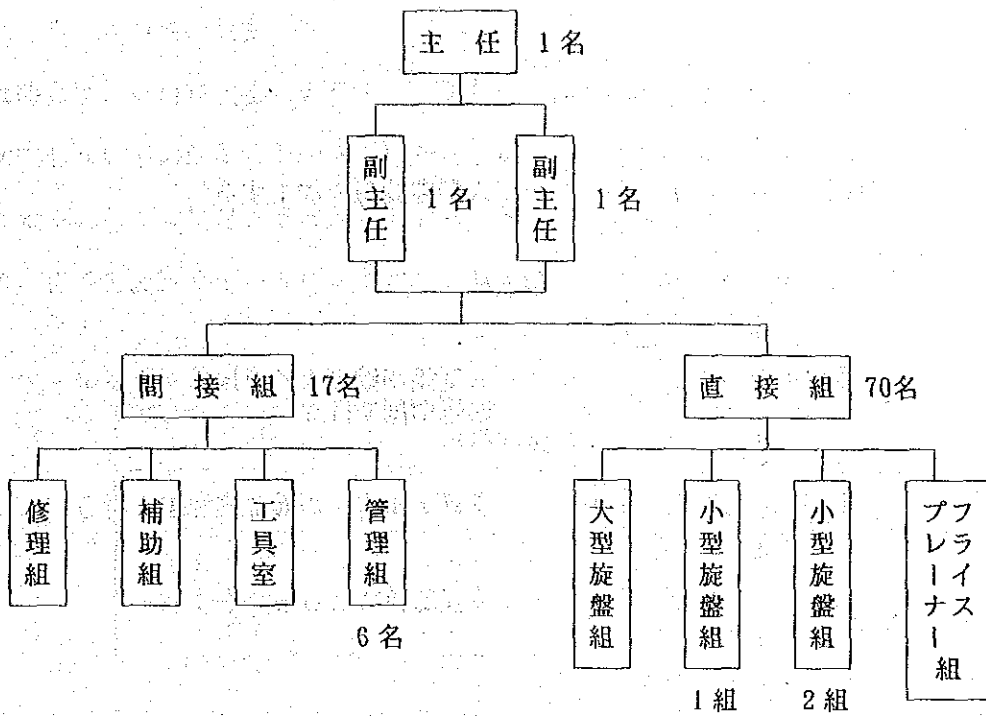 主任 1名
副主任 1名
副主任 1名
間接組 17名
直接組 70名
修理組
補助組
工具室
管理組
6名
大型旋盤組
小型旋盤組
1組
小型旋盤組
2組
フライス
プレーナー組